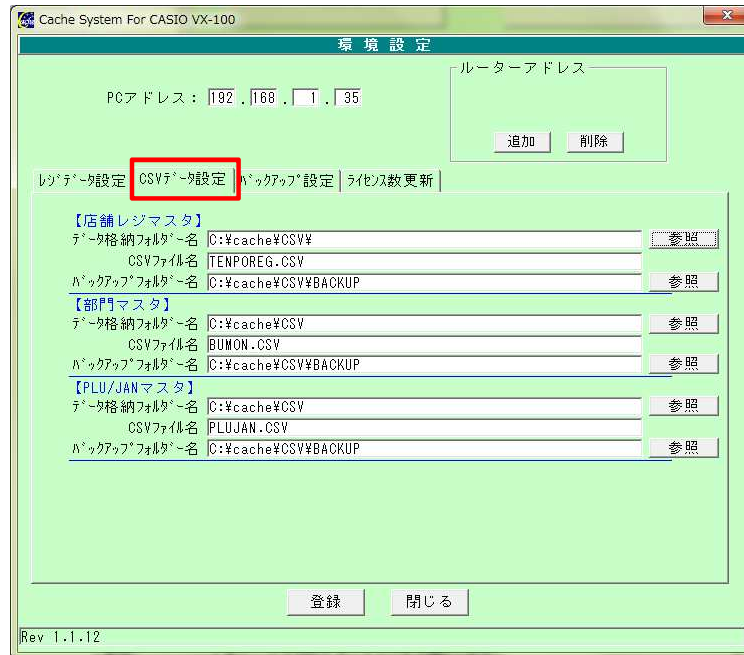 Cache System For CASIO VX-100
環 境 設 定
PCアドレス： 192 . 168 . 1 . 35
ルーターアドレス
追加 削除
ﾚｼﾞﾃﾞｰﾀ設定 CSVﾃﾞｰﾀ設定 ﾊﾞｯｸｱｯﾌﾟ設定 ﾗｲｾﾝｽ数更新
【店舗レジマスタ】
ﾃﾞｰﾀ格納ﾌｫﾙﾀﾞｰ名 C:¥cache¥CSV¥ 参照
CSVﾌｧｲﾙ名 TENPOREG.CSV
ﾊﾞｯｸｱｯﾌﾟﾌｫﾙﾀﾞｰ名 C:¥cache¥CSV¥BACKUP 参照
【部門マスタ】
ﾃﾞｰﾀ格納ﾌｫﾙﾀﾞｰ名 C:¥cache¥CSV 参照
CSVﾌｧｲﾙ名 BUMON.CSV
ﾊﾞｯｸｱｯﾌﾟﾌｫﾙﾀﾞｰ名 C:¥cache¥CSV¥BACKUP 参照
【PLU/JANマスタ】
ﾃﾞｰﾀ格納ﾌｫﾙﾀﾞｰ名 C:¥cache¥CSV 参照
CSVﾌｧｲﾙ名 PLUJAN.CSV
ﾊﾞｯｸｱｯﾌﾟﾌｫﾙﾀﾞｰ名 C:¥cache¥CSV¥BACKUP 参照
登録 閉じる
Rev 1.1.12